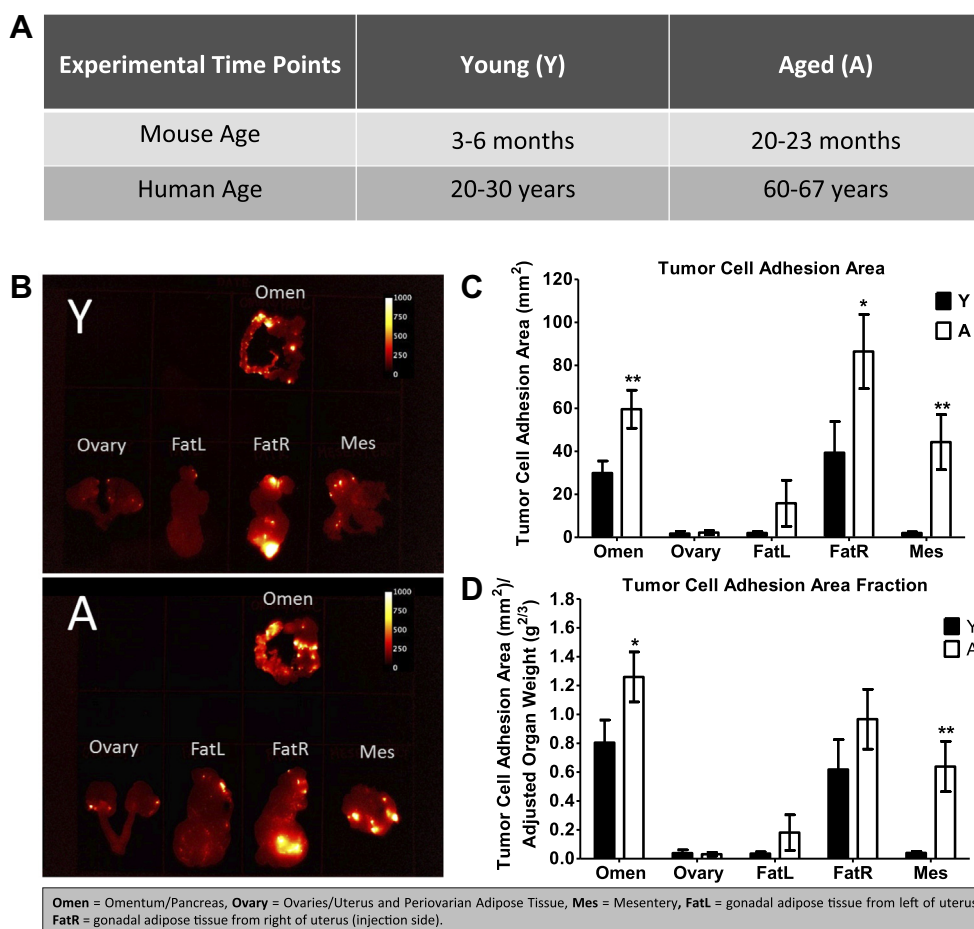 A
Experimental Time Points Young (Y) Aged (A)
Mouse Age 3-6 months 20-23 months
Human Age 20-30 years 60-67 years
B
Y
Omen
1000
750
500
250
0
Ovary FatL FatR Mes
A
Omen
1000
750
500
250
0
Ovary FatL FatR Mes
C
Tumor Cell Adhesion Area
Tumor Cell Adhesion Area (mm²)
120
100
80
60
40
20
0
** * **
Y
A
Omen Ovary FatL FatR Mes
D
Tumor Cell Adhesion Area Fraction
Tumor Cell Adhesion Area (mm²)/
Adjusted Organ Weight (g²/³)
1.8
1.6
1.4
1.2
1.0
0.8
0.6
0.4
0.2
0.0
* **
Y
A
Omen Ovary FatL FatR Mes
Omen = Omentum/Pancreas, Ovary = Ovaries/Uterus and Periovarian Adipose Tissue, Mes = Mesentery, FatL = gonadal adipose tissue from left of uterus
FatR = gonadal adipose tissue from right of uterus (injection side).